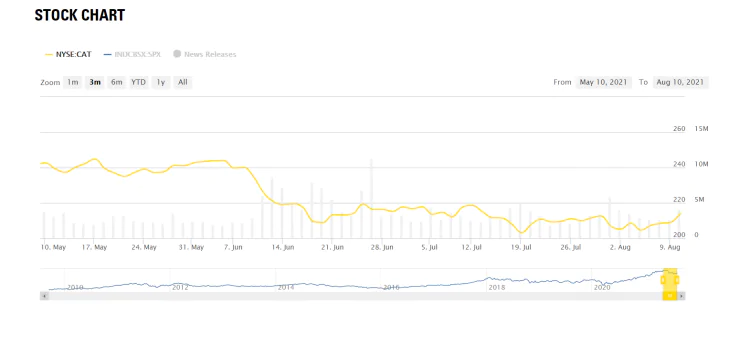 STOCK CHART
NYSE:CAT INDEXSX:SPX News Releases
Zoom 1m 3m 6m YTD 1y All From May 10, 2021 To Aug 10, 2021
260 15M
240 10M
220 5M
200 0
10. May 17. May 24. May 31. May 7. Jun 14. Jun 21. Jun 28. Jun 5. Jul 12. Jul 19. Jul 26. Jul 2. Aug 9. Aug
2010 2012 2014 2016 2018 2020